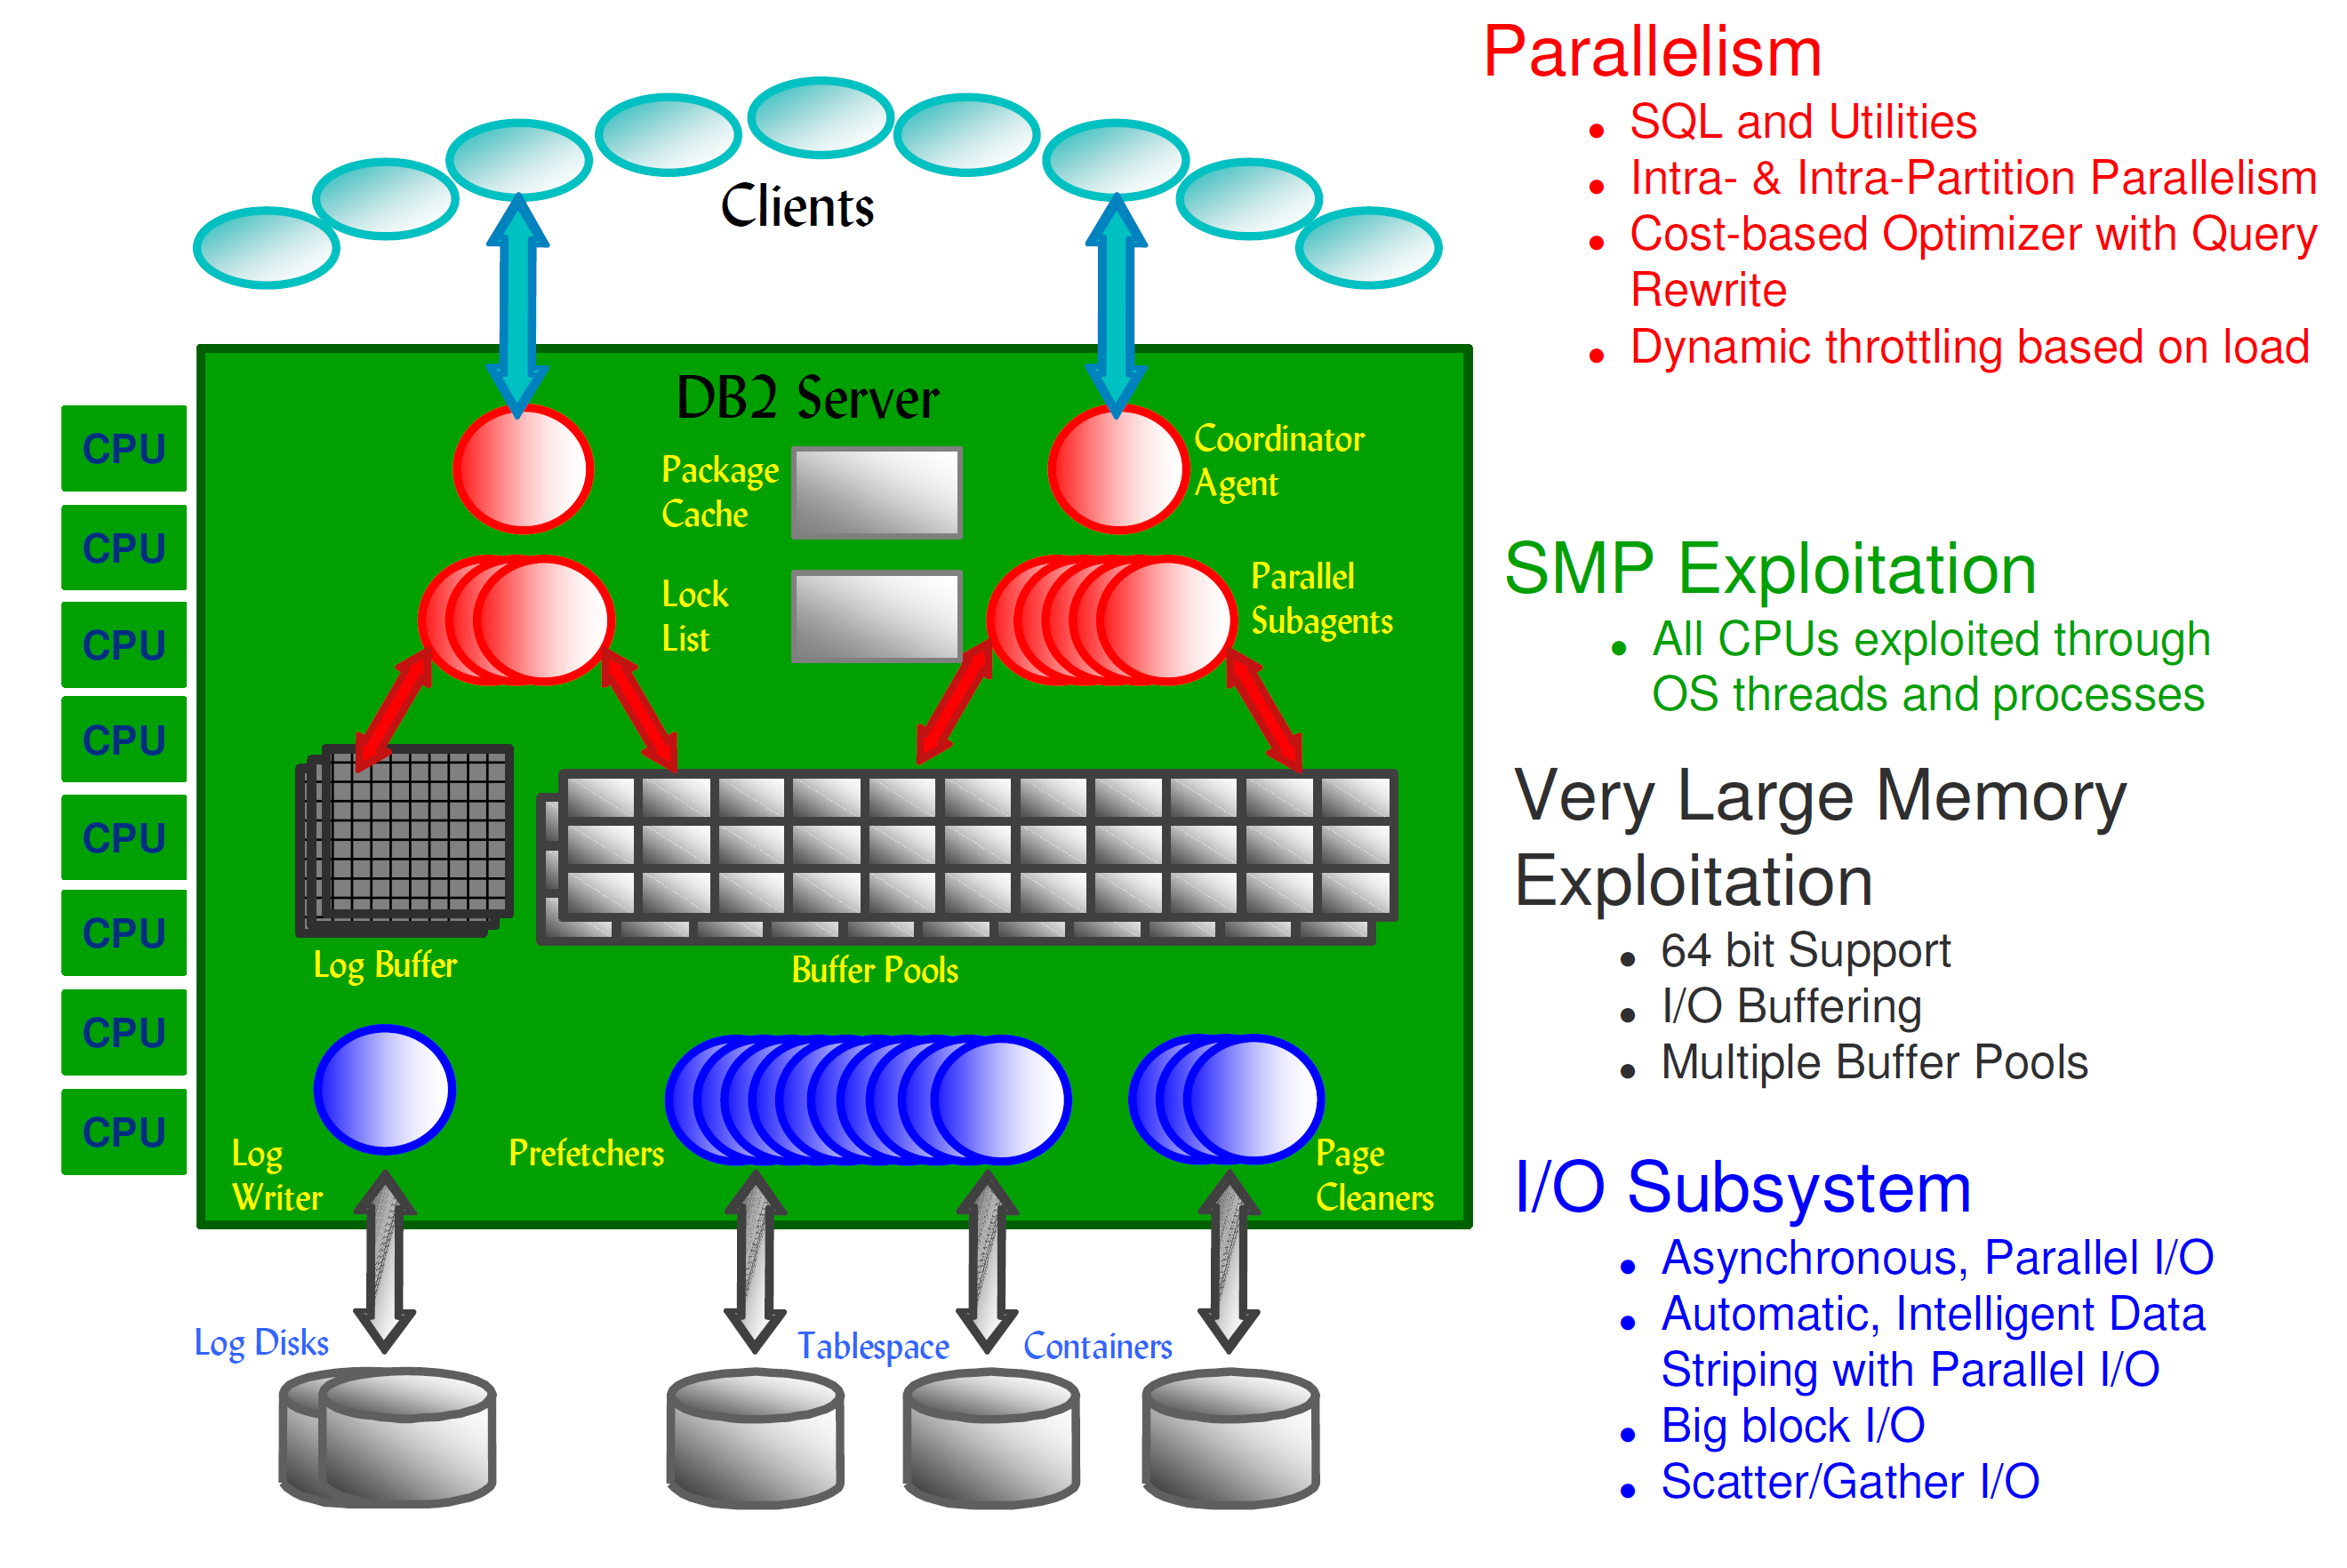 Clients
DB2 Server
CPU
CPU
CPU
CPU
CPU
CPU
CPU
CPU
Package
Cache
Coordinator
Agent
Lock
List
Parallel
Subagents
Log Buffer
Buffer Pools
Log
Writer
Prefetchers
Page
Cleaners
Log Disks
Tablespace
Containers
Parallelism
• SQL and Utilities
• Intra- & Intra-Partition Parallelism
• Cost-based Optimizer with Query
Rewrite
• Dynamic throttling based on load
SMP Exploitation
• All CPUs exploited through
OS threads and processes
Very Large Memory
Exploitation
• 64 bit Support
• I/O Buffering
• Multiple Buffer Pools
I/O Subsystem
• Asynchronous, Parallel I/O
• Automatic, Intelligent Data
Striping with Parallel I/O
• Big block I/O
• Scatter/Gather I/O